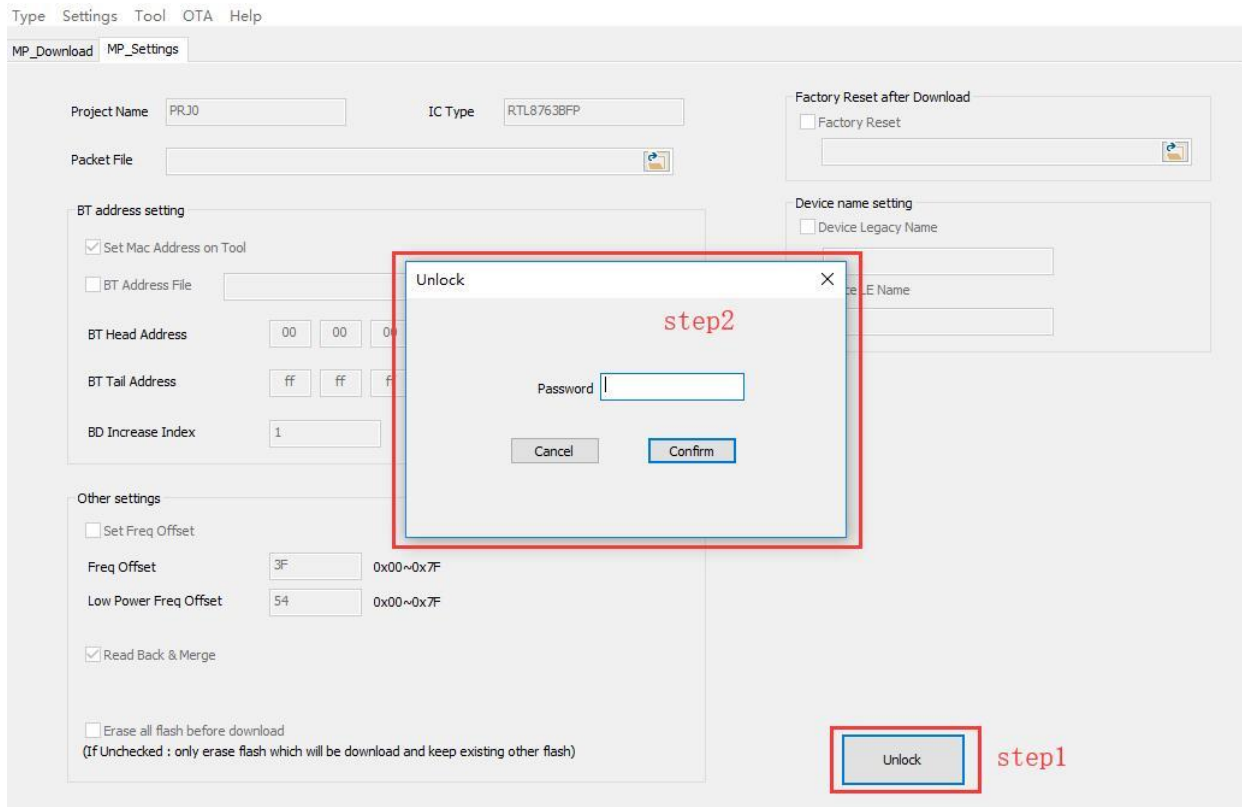 Type Settings Tool OTA Help
MP_Download MP_Settings
Project Name PRJ0 IC Type RTL8763BFP
Packet File
Factory Reset after Download
Factory Reset
BT address setting
Set Mac Address on Tool
BT Address File
BT Head Address 00 00 00
BT Tail Address ff ff
BD Increase Index 1
Device name setting
Device Legacy Name
LE Name
Unlock
step2
Password
Cancel Confirm
Other settings
Set Freq Offset
Freq Offset 3F 0x00~0x7F
Low Power Freq Offset 54 0x00~0x7F
Read Back & Merge
Erase all flash before download
(If Unchecked : only erase flash which will be download and keep existing other flash)
Unlock step1